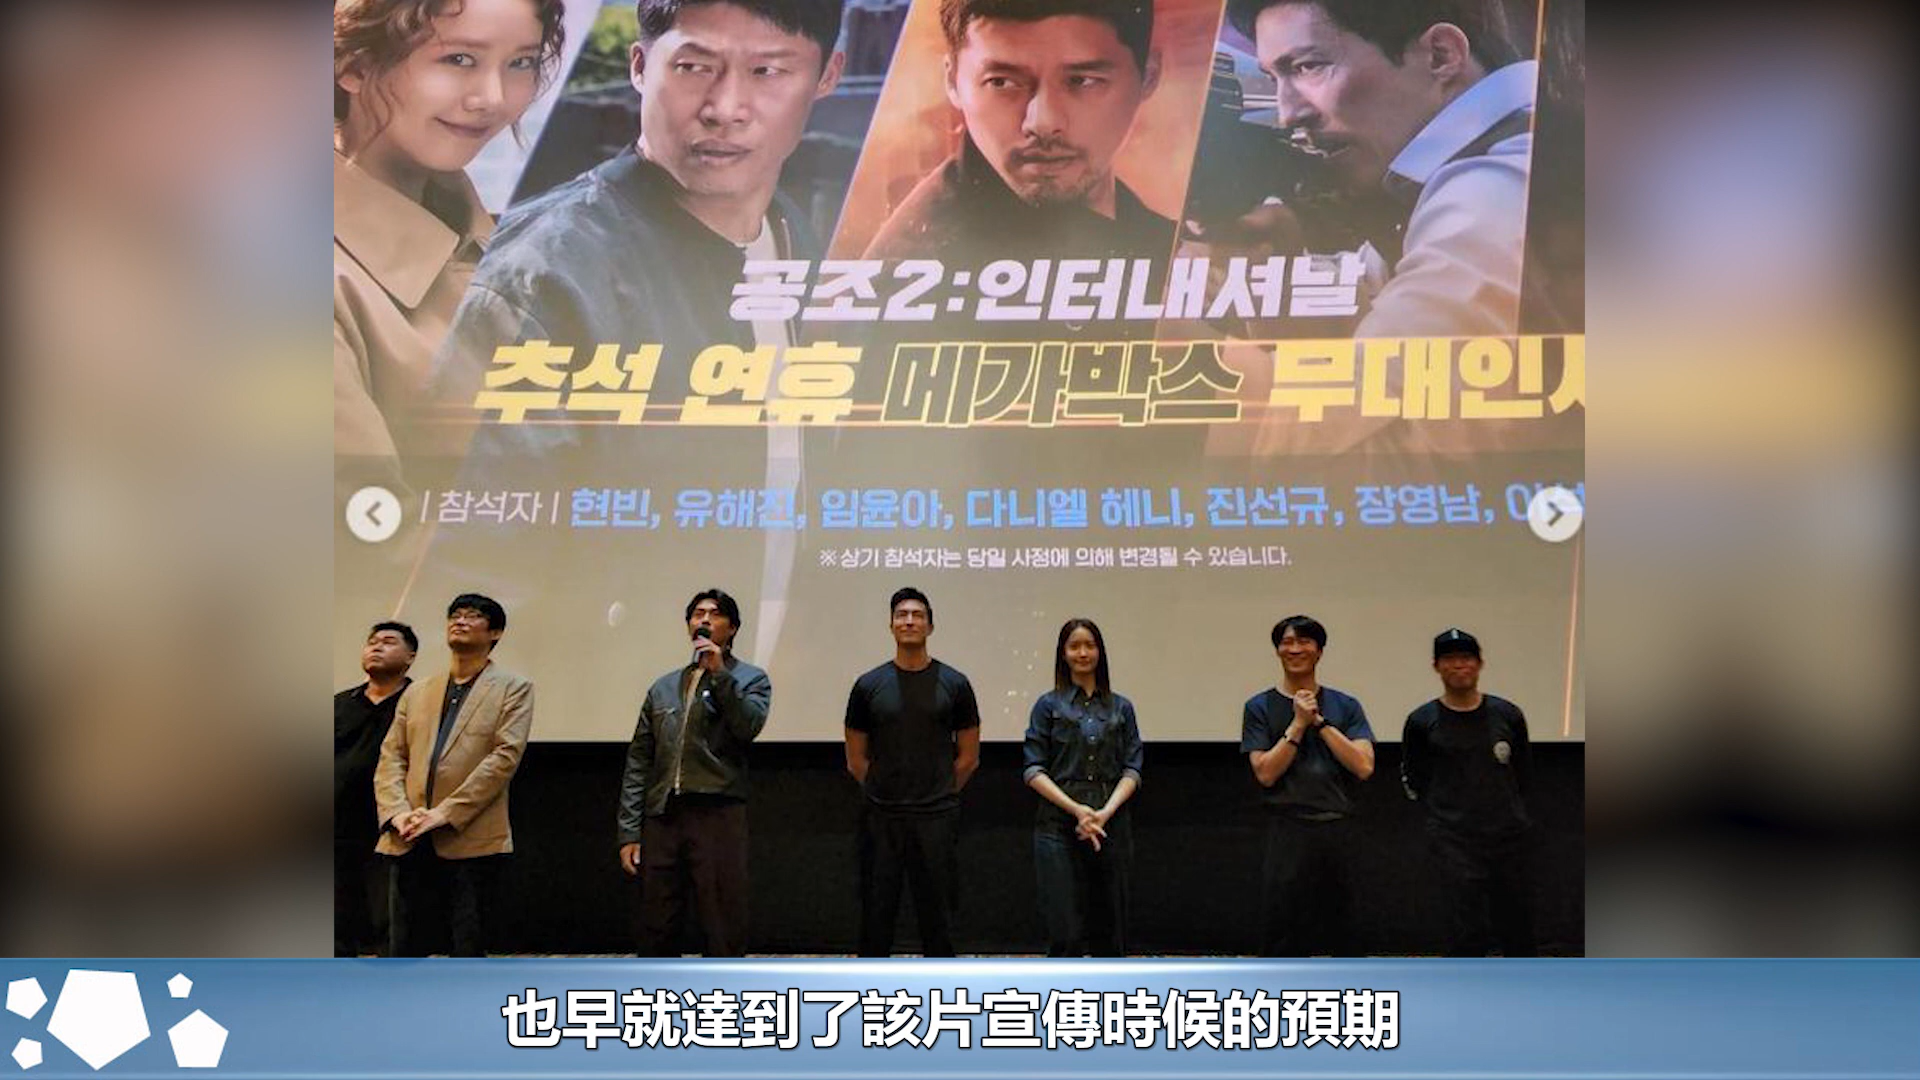 공조2:인터내셔날
추석 연휴 메가박스 무대인사
| 참석자 | 현빈, 유해진, 임윤아, 다니엘 헤니, 진선규, 장영남,
※ 상기 참석자는 당일 사정에 의해 변경될 수 있습니다.
也早就達到了該片宣傳時候的預期